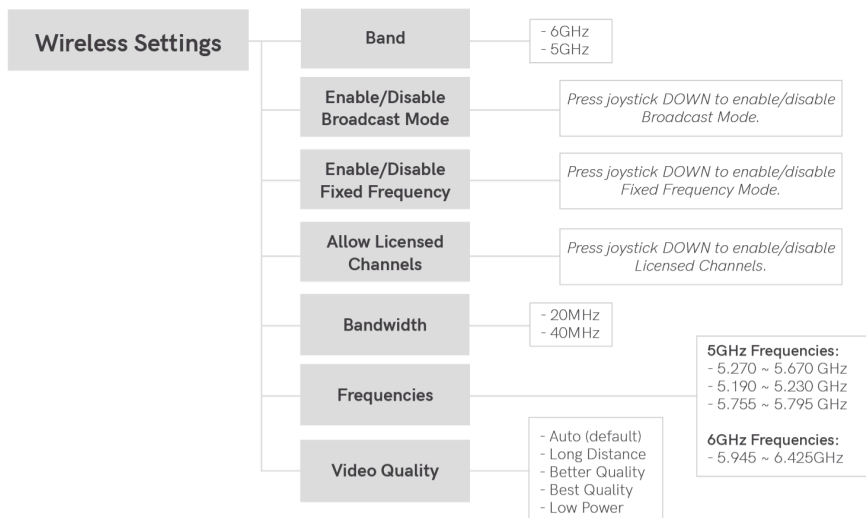 Wireless Settings
Band
- 6GHz
- 5GHz
Enable/Disable
Broadcast Mode
Press joystick DOWN to enable/disable
Broadcast Mode.
Enable/Disable
Fixed Frequency
Press joystick DOWN to enable/disable
Fixed Frequency Mode.
Allow Licensed
Channels
Press joystick DOWN to enable/disable
Licensed Channels.
Bandwidth
- 20MHz
- 40MHz
Frequencies
5GHz Frequencies:
- 5.270 ~ 5.670 GHz
- 5.190 ~ 5.230 GHz
- 5.755 ~ 5.795 GHz
6GHz Frequencies:
- 5.945 ~ 6.425GHz
Video Quality
- Auto (default)
- Long Distance
- Better Quality
- Best Quality
- Low Power